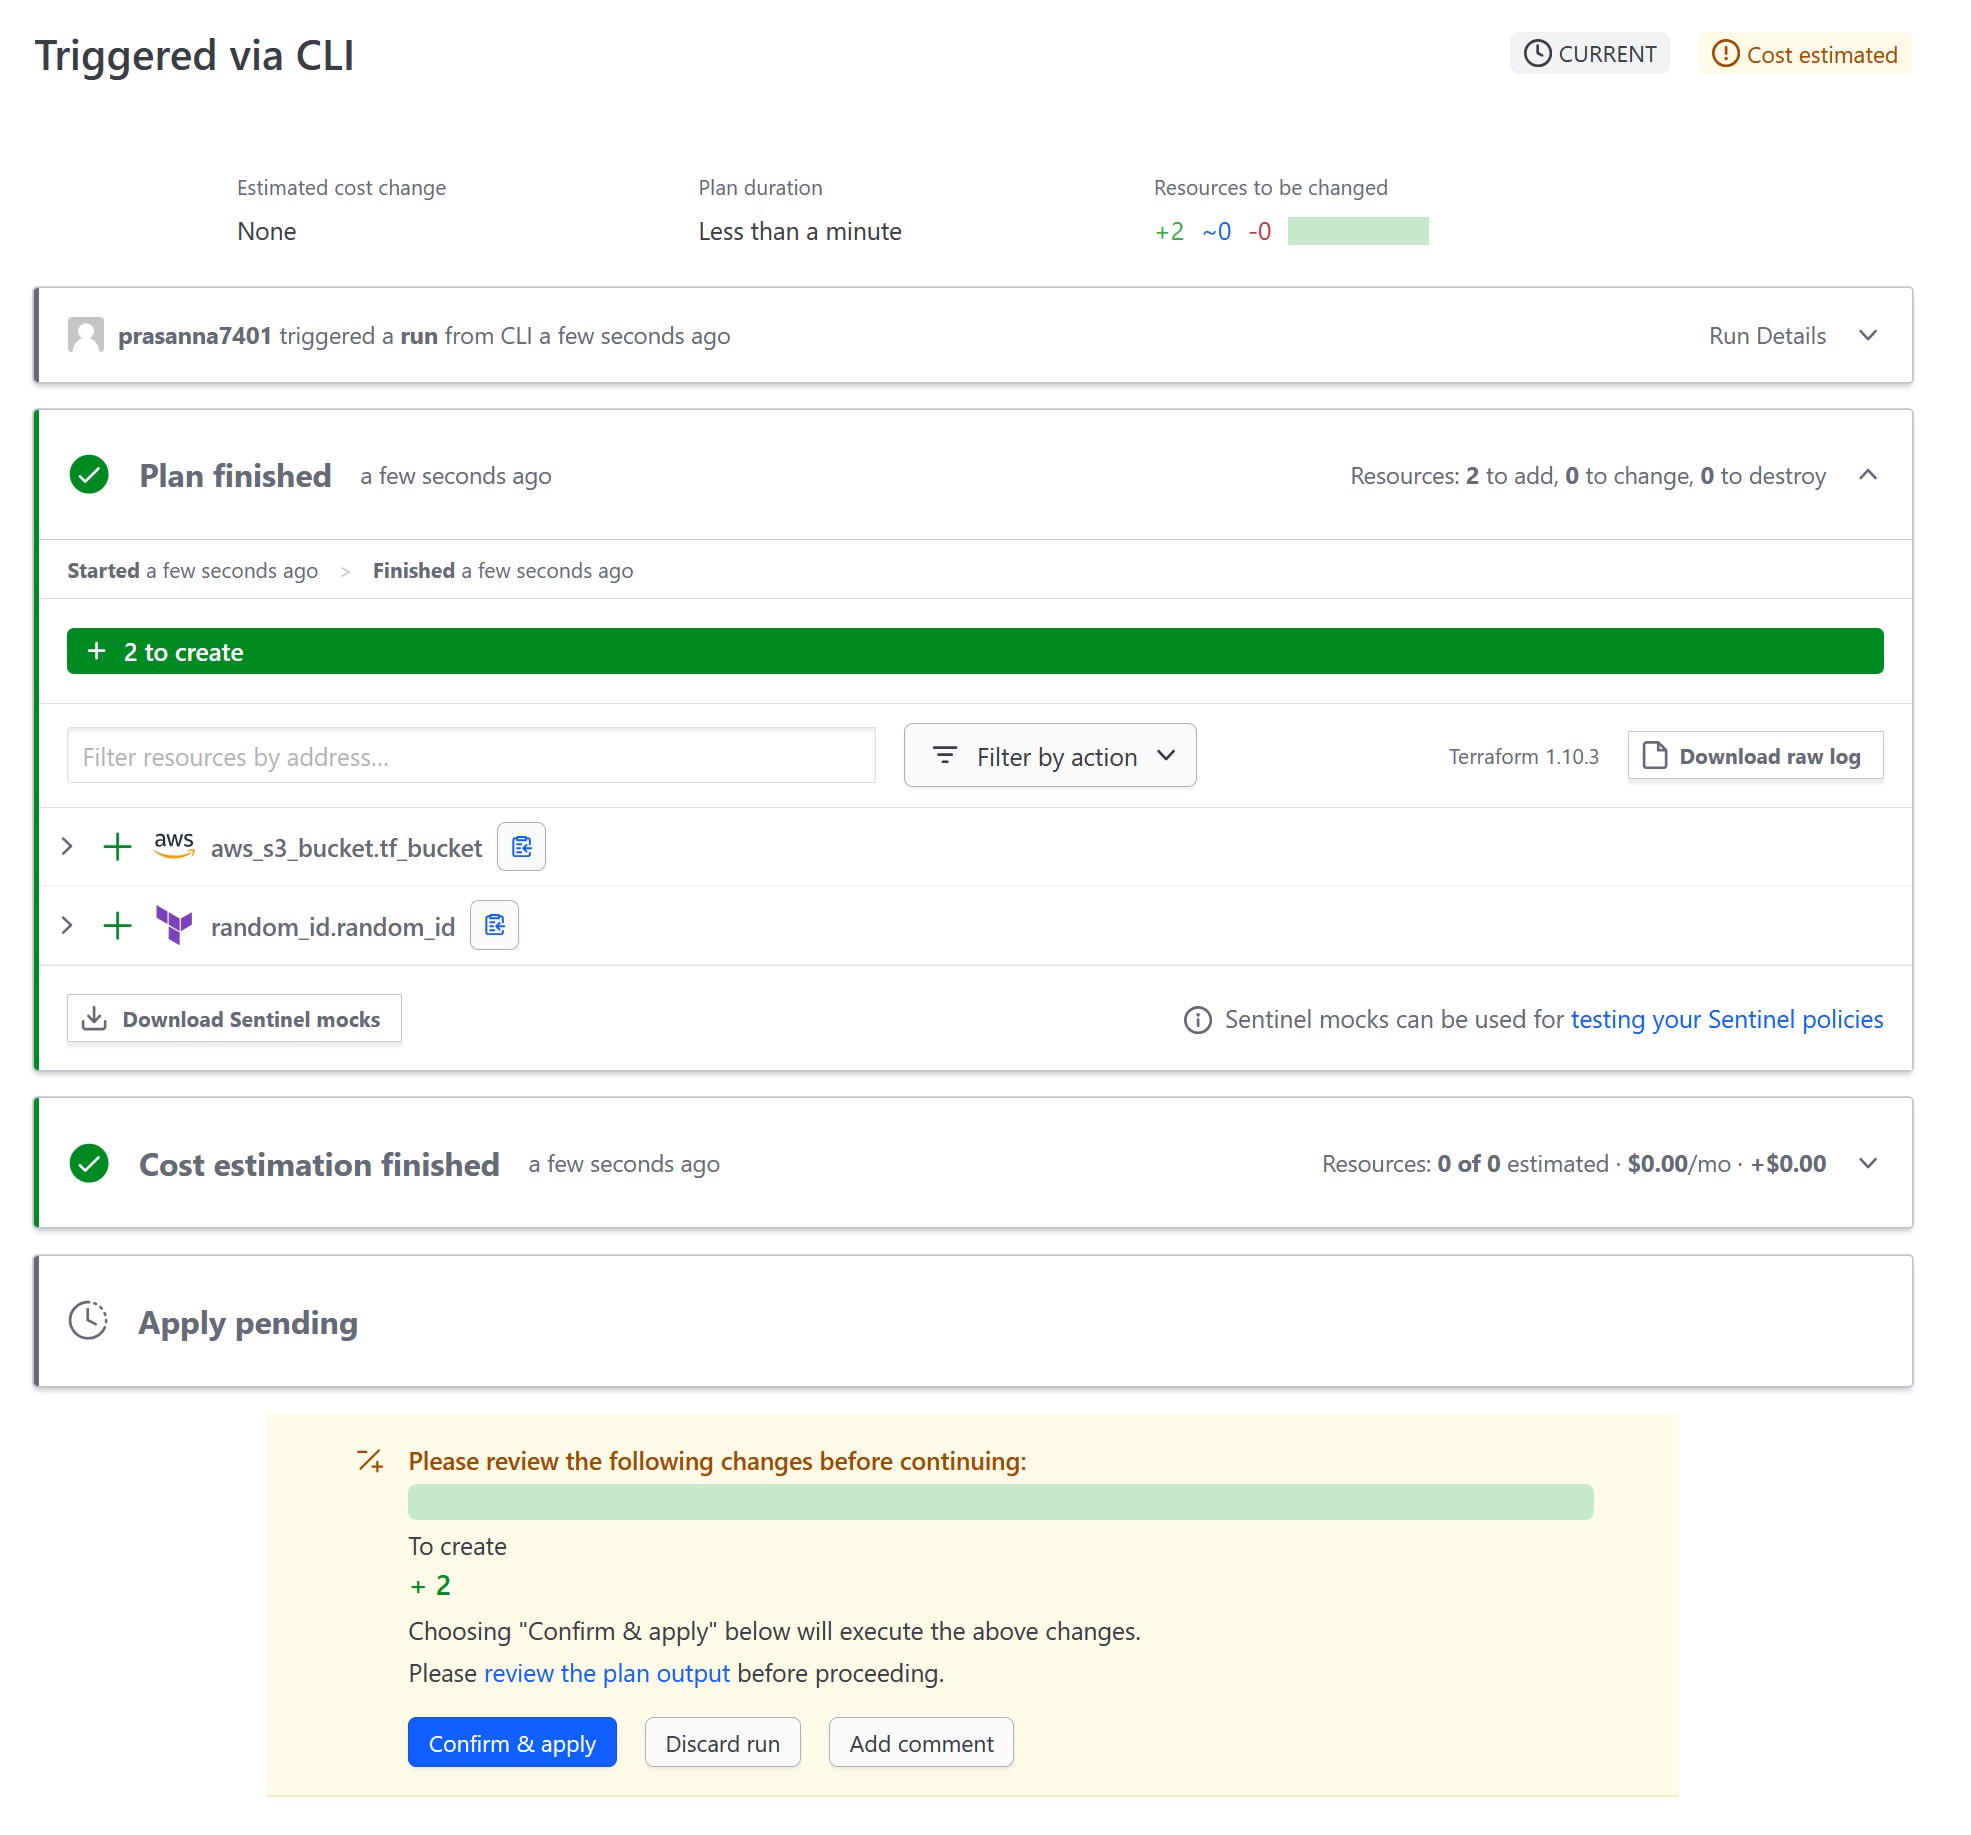 Triggered via CLI
CURRENT
Cost estimated
Estimated cost change
Plan duration
Resources to be changed
None
Less than a minute
+2 ~0 -0
prasanna7401 triggered a run from CLI a few seconds ago
Run Details
Plan finished a few seconds ago
Resources: 2 to add, 0 to change, 0 to destroy
Started a few seconds ago > Finished a few seconds ago
+ 2 to create
Filter resources by address...
Filter by action
Terraform 1.10.3
Download raw log
+ aws aws_s3_bucket.tf_bucket
+ random_id.random_id
Download Sentinel mocks
Sentinel mocks can be used for testing your Sentinel policies
Cost estimation finished a few seconds ago
Resources: 0 of 0 estimated · $0.00/mo · +$0.00
Apply pending
Please review the following changes before continuing:
To create
+ 2
Choosing "Confirm & apply" below will execute the above changes.
Please review the plan output before proceeding.
Confirm & apply
Discard run
Add comment